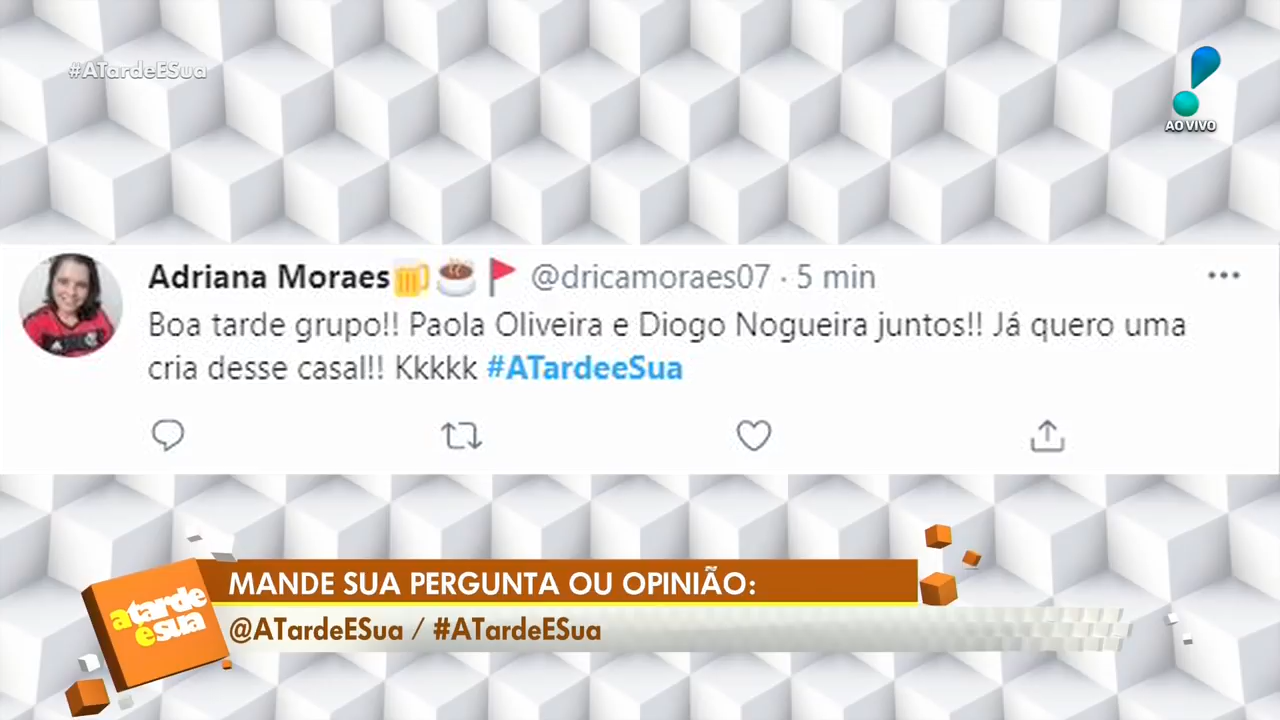 #ATardeESua
AO VIVO
Adriana Moraes🍺☕🚩 @dricamoraes07 · 5 min
Boa tarde grupo!! Paola Oliveira e Diogo Nogueira juntos!! Já quero uma
cria desse casal!! Kkkkk #ATardeeSua
MANDE SUA PERGUNTA OU OPINIÃO:
a tarde
é sua
@ATardeESua / #ATardeESua